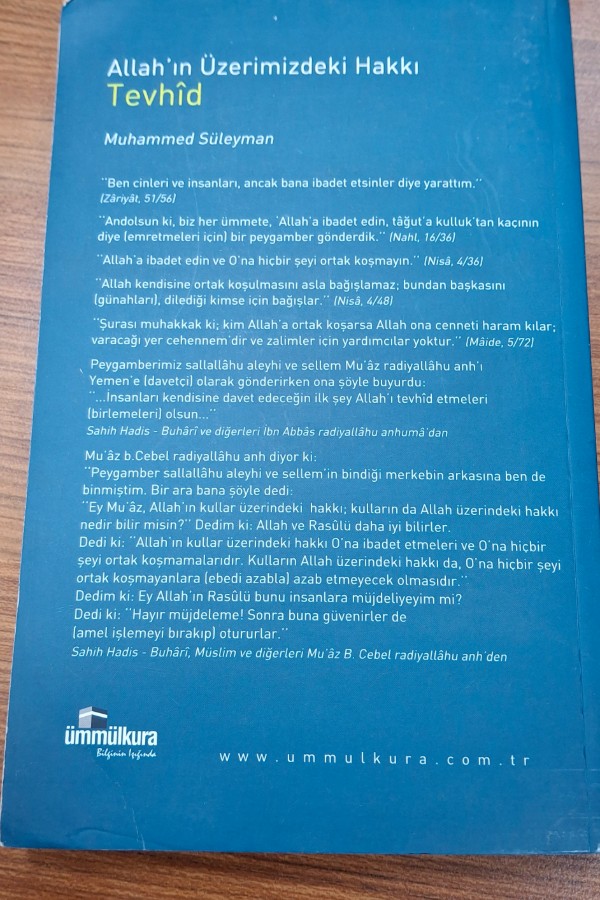 Allah'ın Üzerimizdeki Hakkı
Tevhîd
Muhammed Süleyman
"Ben cinleri ve insanları, ancak bana ibadet etsinler diye yarattım."
(Zâriyât, 51/56)
"Andolsun ki, biz her ümmete, 'Allah'a ibadet edin, tâğut'a kulluk'tan kaçının
diye (emretmeleri için) bir peygamber gönderdik." (Nahl, 16/36)
"Allah'a ibadet edin ve O'na hiçbir şeyi ortak koşmayın." (Nisâ, 4/36)
"Allah kendisine ortak koşulmasını asla bağışlamaz; bundan başkasını
(günahları), dilediği kimse için bağışlar." (Nisâ, 4/48)
"Şurası muhakkak ki; kim Allah'a ortak koşarsa Allah ona cenneti haram kılar;
varacağı yer cehennem'dir ve zalimler için yardımcılar yoktur." (Mâide, 5/72)
Peygamberimiz sallallâhu aleyhi ve sellem Mu'âz radiyallâhu anh'ı
Yemen'e (davetçi) olarak gönderirken ona şöyle buyurdu:
"...İnsanları kendisine davet edeceğin ilk şey Allah'ı tevhîd etmeleri
(birlemeleri) olsun..."
Sahih Hadis - Buhârî ve diğerleri İbn Abbâs radiyallâhu anhumâ'dan
Mu'âz b.Cebel radiyallâhu anh diyor ki:
"Peygamber sallallâhu aleyhi ve sellem'in bindiği merkebin arkasına ben de
binmiştim. Bir ara bana şöyle dedi:
"Ey Mu'âz, Allah'ın kullar üzerindeki hakkı; kulların da Allah üzerindeki hakkı
nedir bilir misin?" Dedim ki: Allah ve Rasûlü daha iyi bilirler.
Dedi ki: "Allah'ın kullar üzerindeki hakkı O'na ibadet etmeleri ve O'na hiçbir
şeyi ortak koşmamalarıdır. Kulların Allah üzerindeki hakkı da, O'na hiçbir şeyi
ortak koşmayanlara (ebedi azabla) azab etmeyecek olmasıdır."
Dedim ki: Ey Allah'ın Rasûlü bunu insanlara müjdeliyeyim mi?
Dedi ki: "Hayır müjdeleme! Sonra buna güvenirler de
(amel işlemeyi bırakıp) otururlar."
Sahih Hadis - Buhârî, Müslim ve diğerleri Mu'âz B. Cebel radiyallâhu anh'den
ümmülkura
Bilginin Işığında
www.ummulkura.com.tr